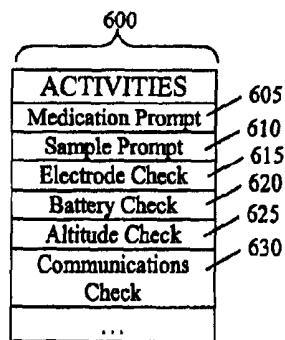 600
ACTIVITIES
Medication Prompt 605
Sample Prompt 610
Electrode Check 615
Battery Check 620
Altitude Check 625
Communications 630
Check
...